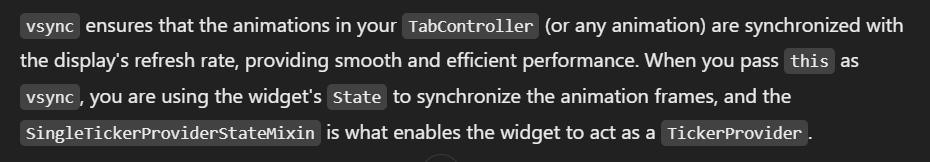 vsync ensures that the animations in your TabController (or any animation) are synchronized with
the display's refresh rate, providing smooth and efficient performance. When you pass this as
vsync, you are using the widget's State to synchronize the animation frames, and the
SingleTickerProviderStateMixin is what enables the widget to act as a TickerProvider.